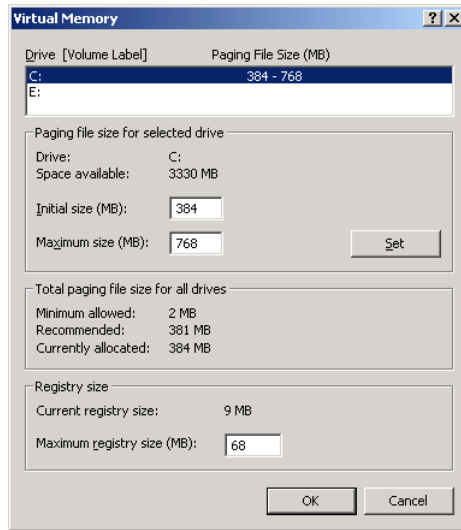 Virtual Memory
Drive [Volume Label] Paging File Size (MB)
C: 384 - 768
E:
Paging file size for selected drive
Drive: C:
Space available: 3330 MB
Initial size (MB): 384
Maximum size (MB): 768 Set
Total paging file size for all drives
Minimum allowed: 2 MB
Recommended: 381 MB
Currently allocated: 384 MB
Registry size
Current registry size: 9 MB
Maximum registry size (MB): 68
OK Cancel